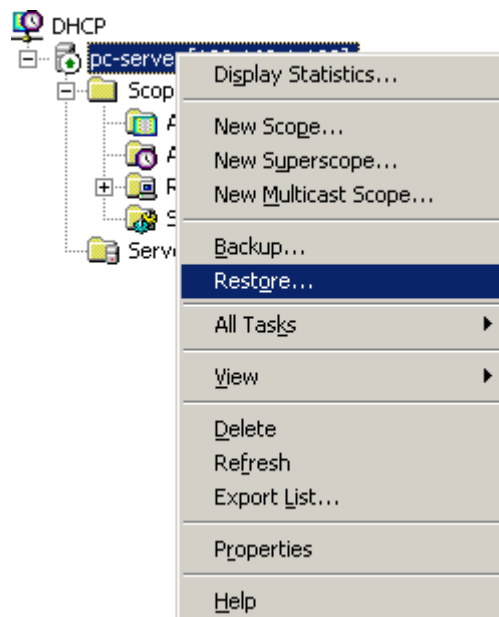 DHCP
pc-serve
Scop
Serv
Display Statistics...
New Scope...
New Superscope...
New Multicast Scope...
Backup...
Restore...
All Tasks
View
Delete
Refresh
Export List...
Properties
Help